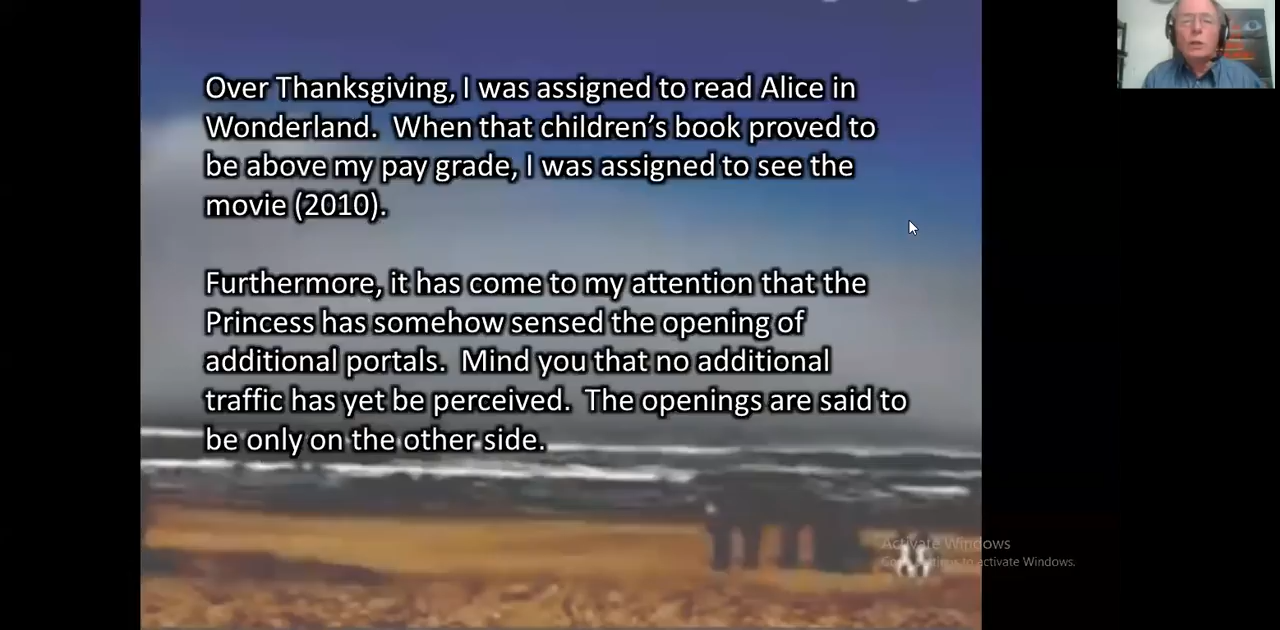 Over Thanksgiving, I was assigned to read Alice in
Wonderland. When that children's book proved to
be above my pay grade, I was assigned to see the
movie (2010).
Furthermore, it has come to my attention that the
Princess has somehow sensed the opening of
additional portals. Mind you that no additional
traffic has yet be perceived. The openings are said to
be only on the other side.
Activate Windows
to activate Windows.